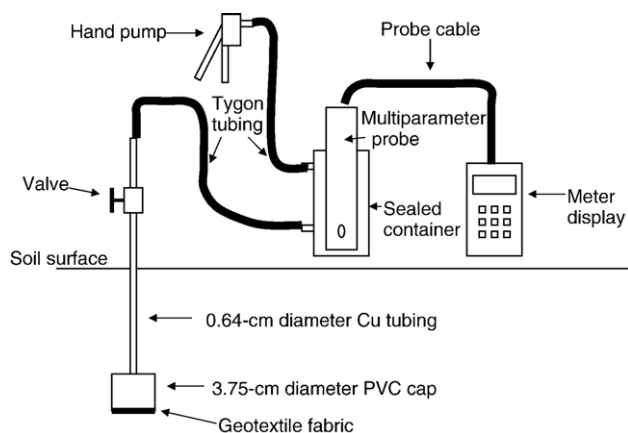 Hand pump
Probe cable
Tygon
tubing
Multiparameter
probe
Valve
Sealed
container
Meter
display
Soil surface
0.64-cm diameter Cu tubing
3.75-cm diameter PVC cap
Geotextile fabric